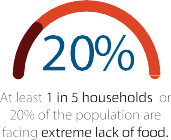 20%
At least 1 in 5 households or
20% of the population are
facing extreme lack of food.